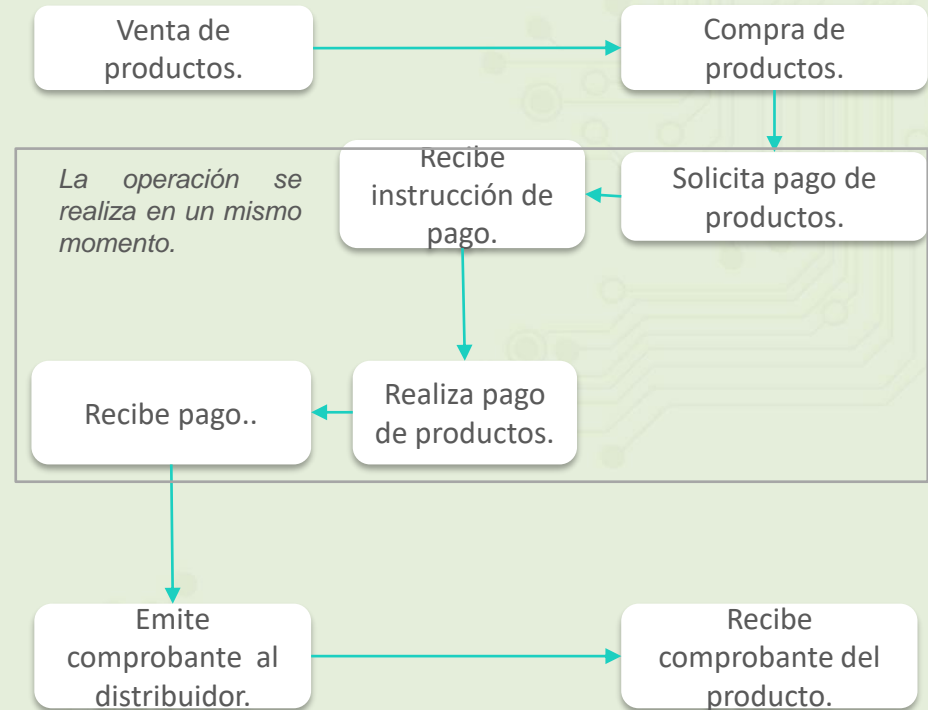 Venta de
productos.
Compra de
productos.
La operación se
realiza en un mismo
momento.
Recibe
instrucción de
pago.
Solicita pago de
productos.
Recibe pago..
Realiza pago
de productos.
Emite
comprobante al
distribuidor.
Recibe
comprobante del
producto.